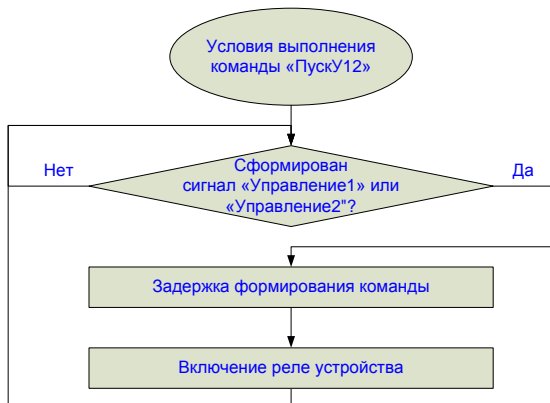 Условия выполнения
команды «ПускУ12»
Нет
Сформирован
сигнал «Управление1» или
«Управление2"?
Да
Задержка формирования команды
Включение реле устройства